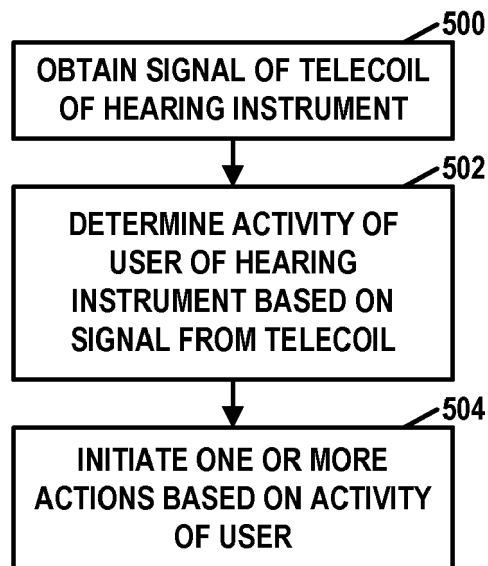 500
OBTAIN SIGNAL OF TELECOIL
OF HEARING INSTRUMENT
502
DETERMINE ACTIVITY OF
USER OF HEARING
INSTRUMENT BASED ON
SIGNAL FROM TELECOIL
504
INITIATE ONE OR MORE
ACTIONS BASED ON ACTIVITY
OF USER